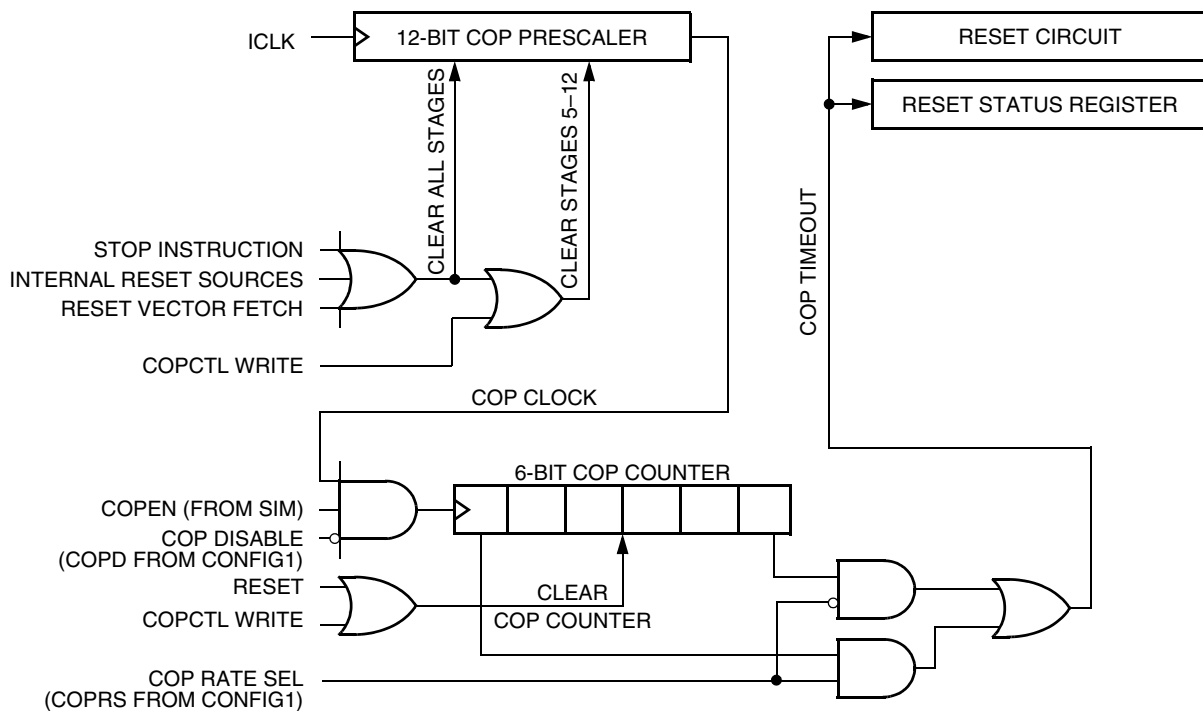 ICLK
12-BIT COP PRESCALER
RESET CIRCUIT
RESET STATUS REGISTER
CLEAR ALL STAGES
CLEAR STAGES 5–12
COP TIMEOUT
STOP INSTRUCTION
INTERNAL RESET SOURCES
RESET VECTOR FETCH
COPCTL WRITE
COP CLOCK
6-BIT COP COUNTER
COPEN (FROM SIM)
COP DISABLE
(COPD FROM CONFIG1)
RESET
COPCTL WRITE
CLEAR
COP COUNTER
COP RATE SEL
(COPRS FROM CONFIG1)